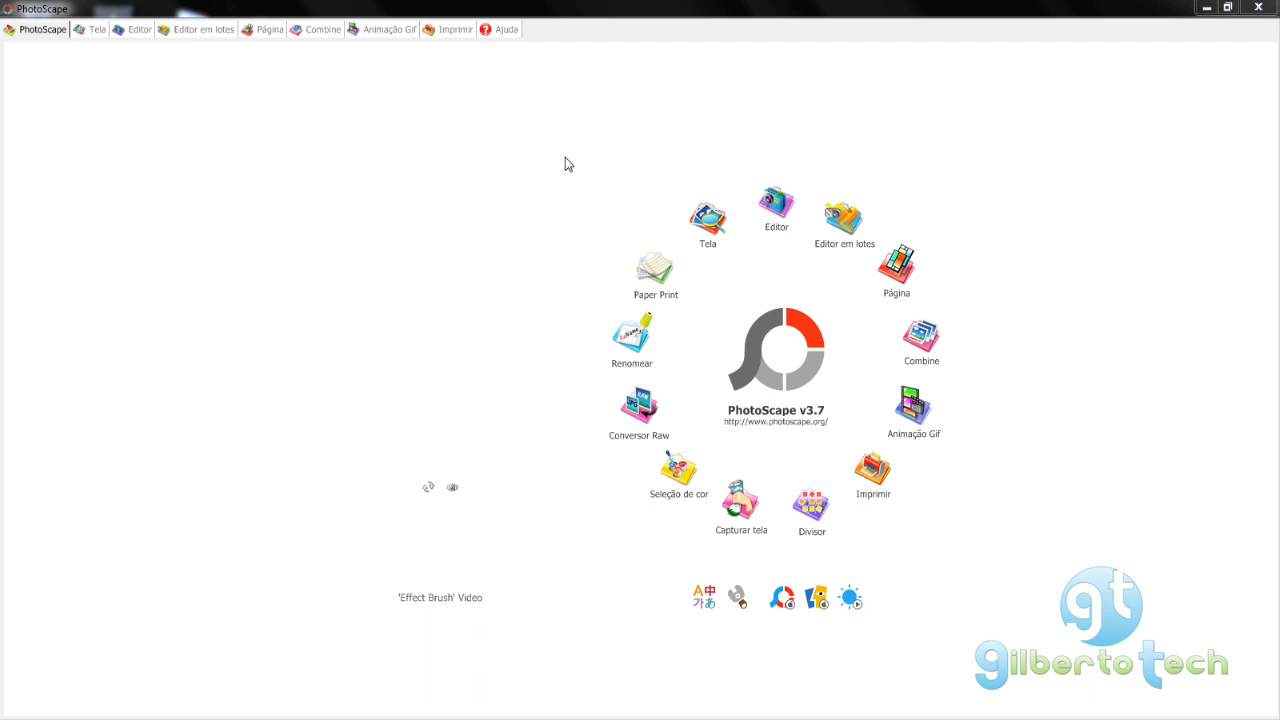 PhotoScape
PhotoScape Tela Editor Editor em lotes Página Combine Animação Gif Imprimir Ajuda
Editor
Tela
Editor em lotes
Paper Print
Página
Renomear
Combine
PhotoScape v3.7
http://www.photoscape.org/
Conversor Raw
Animação Gif
Seleção de cor
Imprimir
Capturar tela
Divisor
'Effect Brush' Video
A中
가あ
gt
gilberto tech